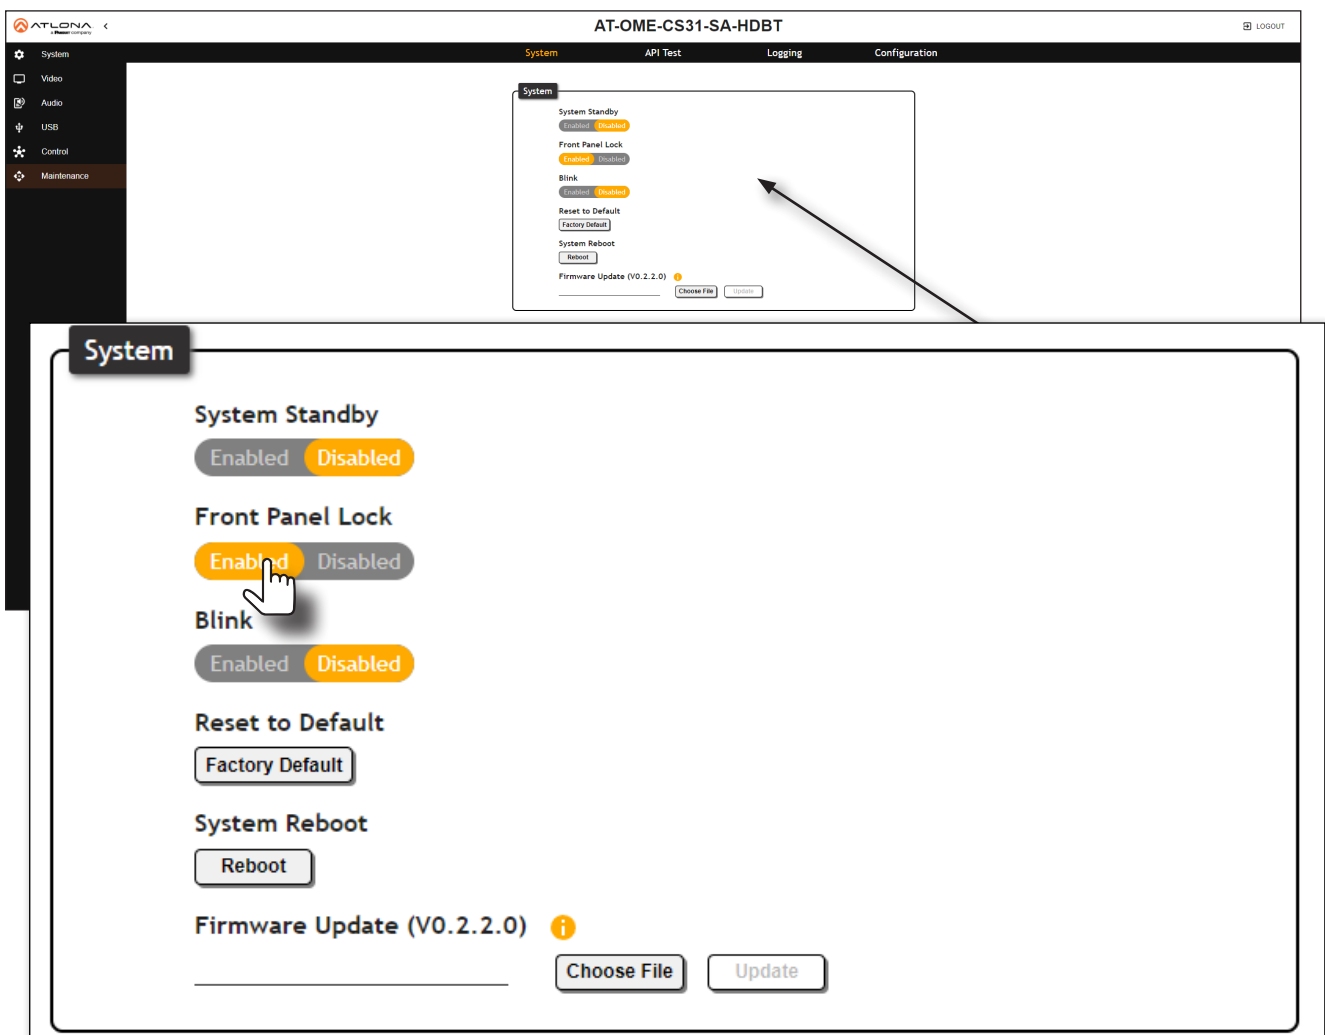 ATLONA
AT-OME-CS31-SA-HDBT
LOGOUT
System
API Test
Logging
Configuration
System
Video
Audio
USB
Control
Maintenance
System
System Standby
Enabled Disabled
Front Panel Lock
Enabled Disabled
Blink
Enabled Disabled
Reset to Default
Factory Default
System Reboot
Reboot
Firmware Update (V0.2.2.0)
Choose File Update
System
System Standby
Enabled Disabled
Front Panel Lock
Enabled Disabled
Blink
Enabled Disabled
Reset to Default
Factory Default
System Reboot
Reboot
Firmware Update (V0.2.2.0)
Choose File Update